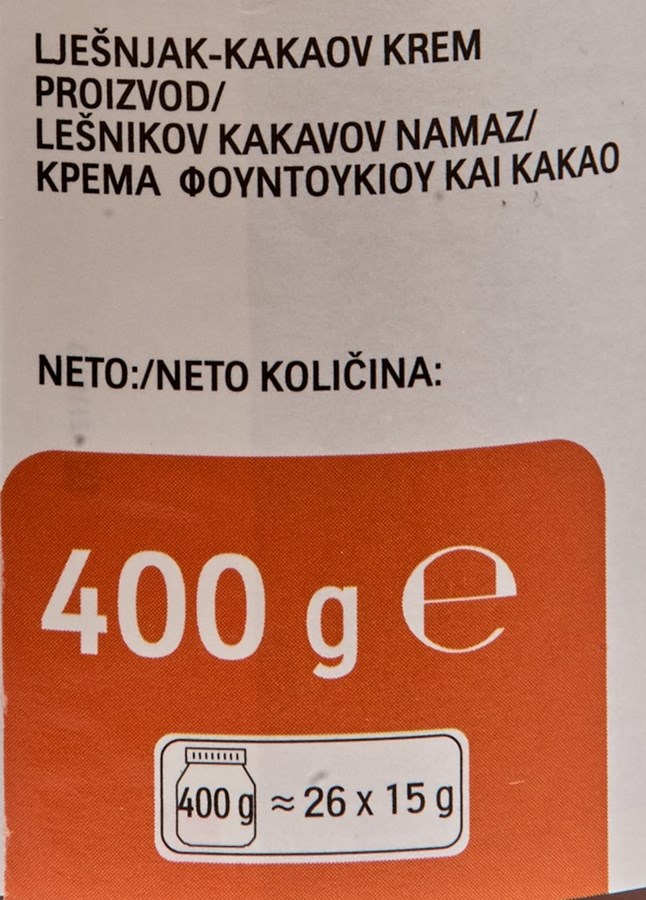 LJEŠNJAK-KAKAOV KREM
PROIZVOD/
LEŠNIKOV KAKAVOV NAMAZ/
ΚΡΕΜΑ ΦΟΥΝΤΟΥΚΙΟΥ ΚΑΙ ΚΑΚΑΟ
NETO:/NETO KOLIČINA:
400 g ℮
400 g ≈ 26 x 15 g